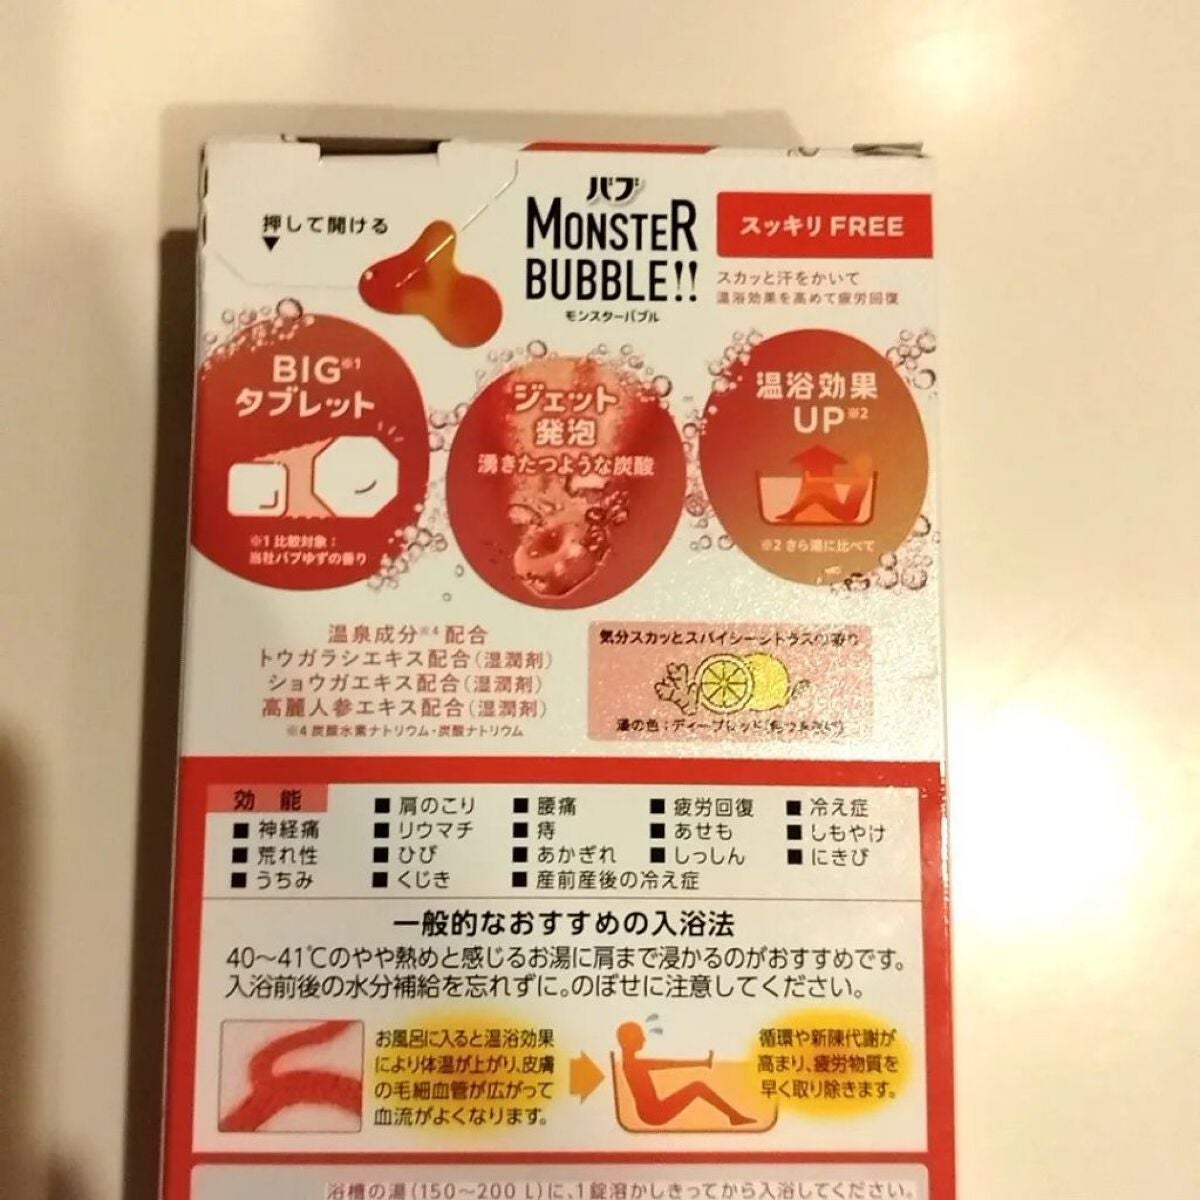 押して開ける
▼
バブ
MONSTER
BUBBLE!!
モンスターバブル
スッキリ FREE
スカッと汗をかいて
温浴効果を高めて疲労回復
BIG※1
タブレット
※1 比較対象:
当社バブゆずの香り
ジェット
発泡
湧きたつような炭酸
温浴効果
UP※2
※2 さら湯に比べて
温泉成分※4 配合
トウガラシエキス配合(湿潤剤)
ショウガエキス配合(湿潤剤)
高麗人参エキス配合(湿潤剤)
※4 炭酸水素ナトリウム・炭酸ナトリウム
気分スカッとスパイシーシトラスの香り
湯の色:ディープレッド
効 能
■ 肩のこり ■ 腰痛 ■ 疲労回復 ■ 冷え症
■ 神経痛 ■ リウマチ ■ 痔 ■ あせも ■ しもやけ
■ 荒れ性 ■ ひび ■ あかぎれ ■ しっしん ■ にきび
■ うちみ ■ くじき ■ 産前産後の冷え症
一般的なおすすめの入浴法
40～41℃のやや熱めと感じるお湯に肩まで浸かるのがおすすめです。
入浴前後の水分補給を忘れずに。のぼせに注意してください。
お風呂に入ると温浴効果
により体温が上がり、皮膚
の毛細血管が広がって
血流がよくなります。
循環や新陳代謝が
高まり、疲労物質を
早く取り除きます。
浴槽の湯(150～200 L)に、1錠溶かしきってから入浴してください。